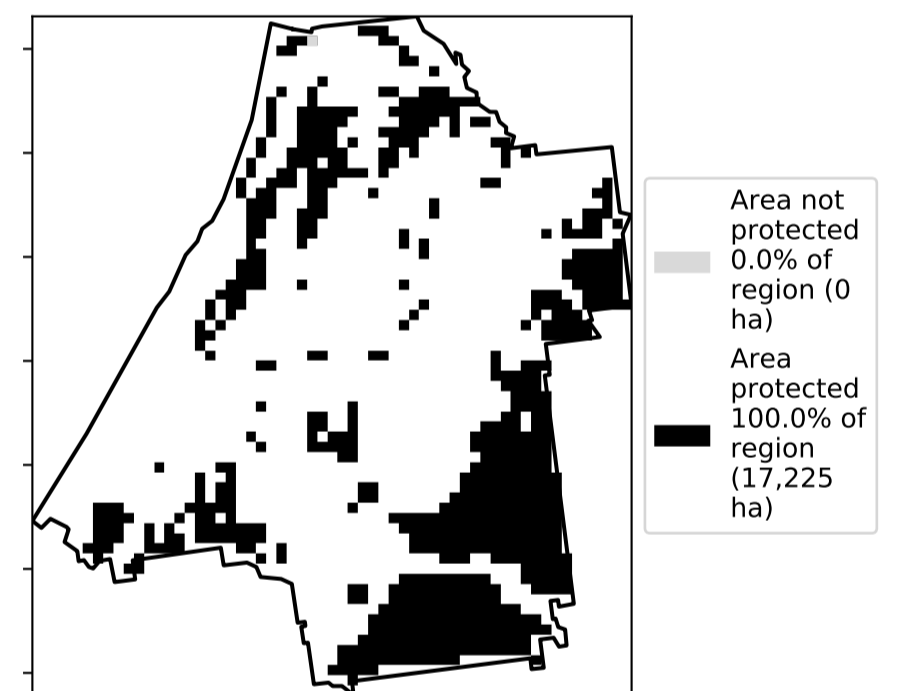 Area not
protected
0.0% of
region (0
ha)
Area
protected
100.0% of
region
(17,225
ha)